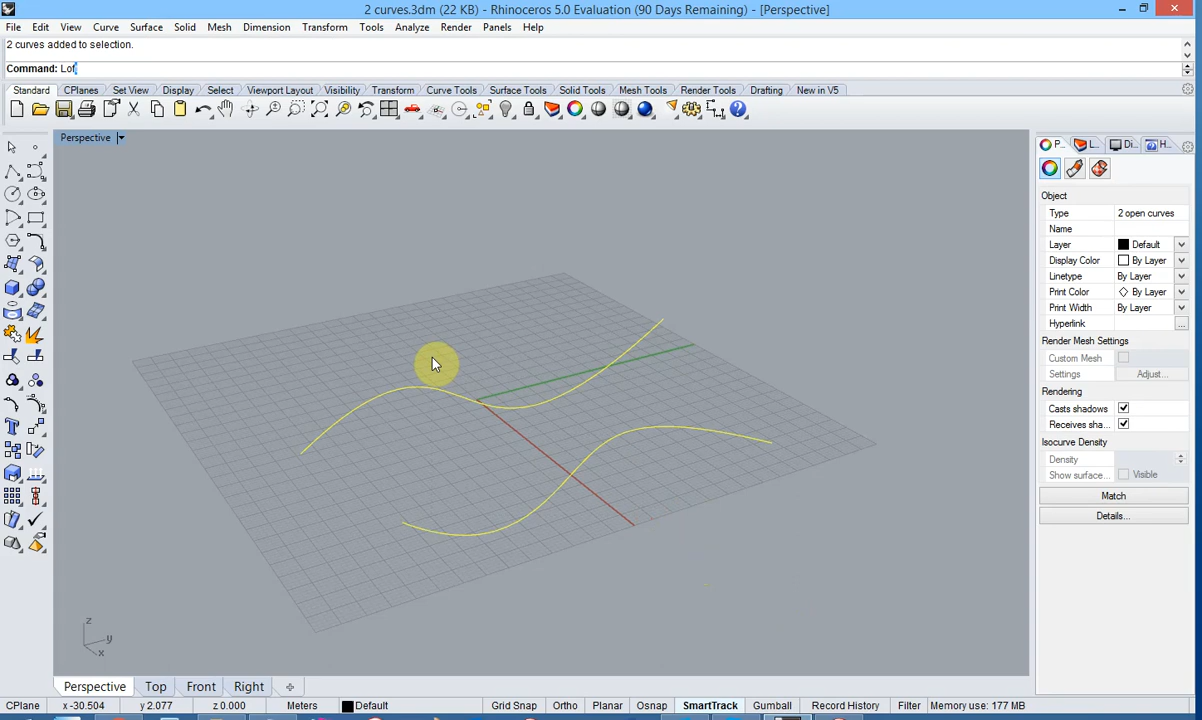 2 curves.3dm (22 KB) - Rhinoceros 5.0 Evaluation (90 Days Remaining) - [Perspective]
File Edit View Curve Surface Solid Mesh Dimension Transform Tools Analyze Render Panels Help
2 curves added to selection.
Command: Lof
Standard CPlanes Set View Display Select Viewport Layout Visibility Transform Curve Tools Surface Tools Solid Tools Mesh Tools Render Tools Drafting New in V5
Perspective
P... L... Di... H...
Object
Type 2 open curves
Name
Layer Default
Display Color By Layer
Linetype By Layer
Print Color By Layer
Print Width By Layer
Hyperlink ...
Render Mesh Settings
Custom Mesh
Settings Adjust...
Rendering
Casts shadows
Receives sha...
Isocurve Density
Density
Show surface... Visible
Match
Details...
z
y
x
Perspective Top Front Right
CPlane x -30.504 y 2.077 z 0.000 Meters Default Grid Snap Ortho Planar Osnap SmartTrack Gumball Record History Filter Memory use: 177 MB